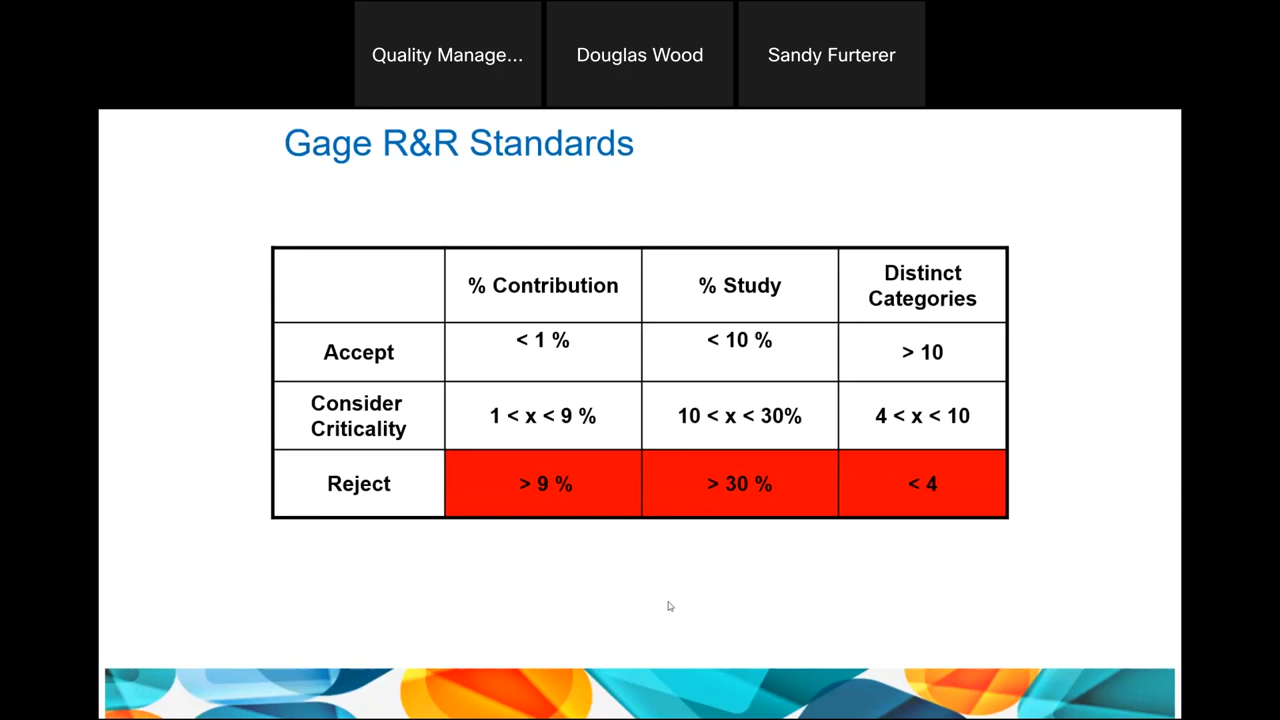 Quality Manage...
Douglas Wood
Sandy Furterer
Gage R&R Standards
% Contribution
% Study
Distinct
Categories
Accept
< 1 %
< 10 %
> 10
Consider
Criticality
1 < x < 9 %
10 < x < 30%
4 < x < 10
Reject
> 9 %
> 30 %
< 4